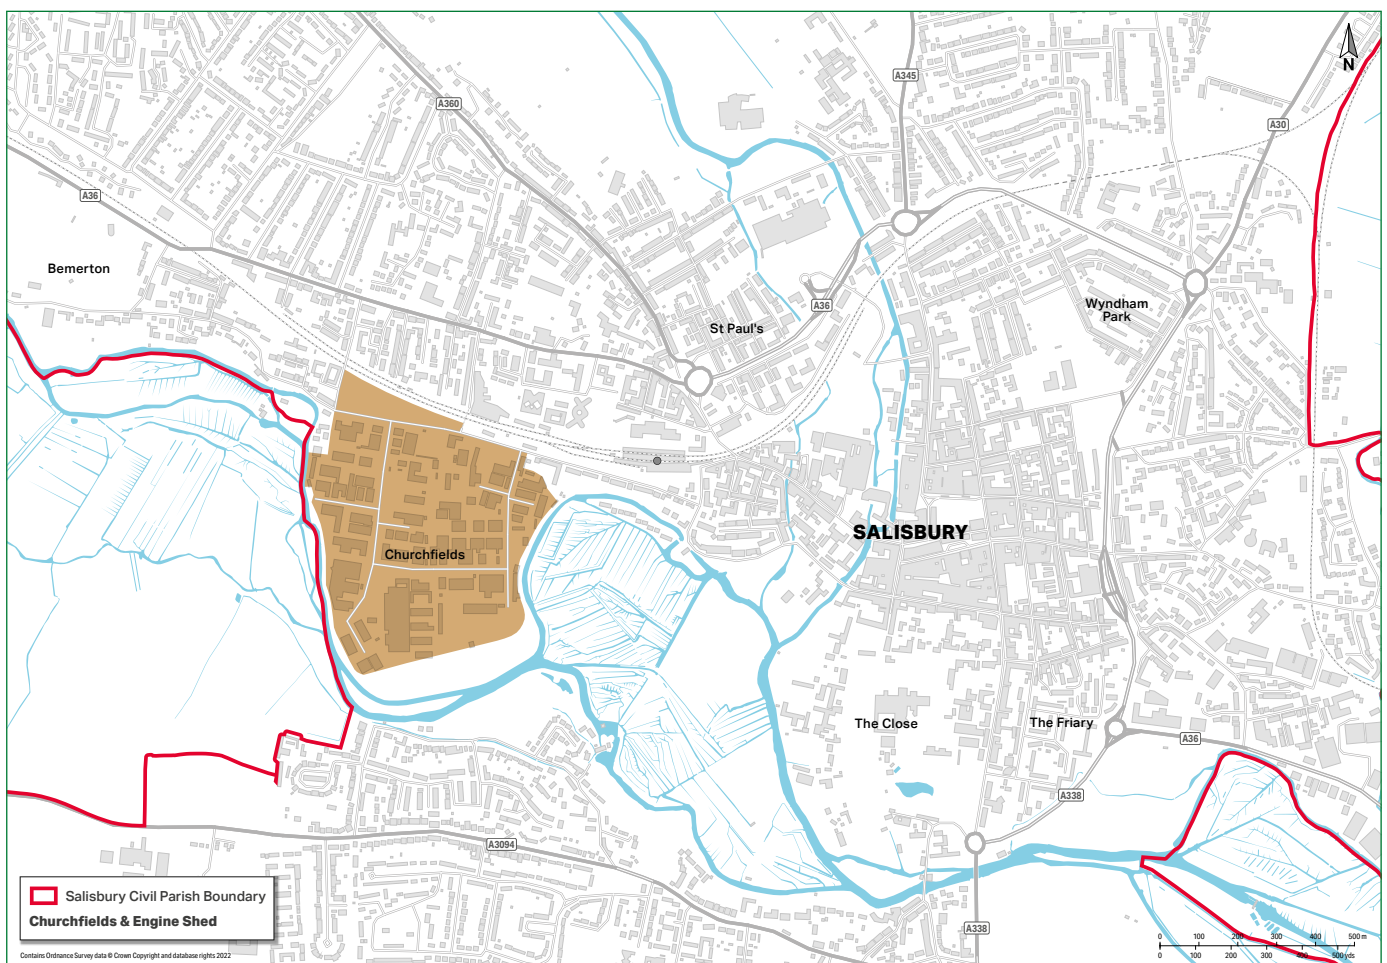 N
A345
A360
A30
A36
Bemerton
A36
Wyndham
Park
St Paul's
SALISBURY
Churchfields
The Close
The Friary
A36
A338
A3094
A338
Salisbury Civil Parish Boundary
Churchfields & Engine Shed
0 100 200 300 400 500 m
0 100 200 300 400 500 yds
Contains Ordnance Survey data © Crown Copyright and database rights 2022